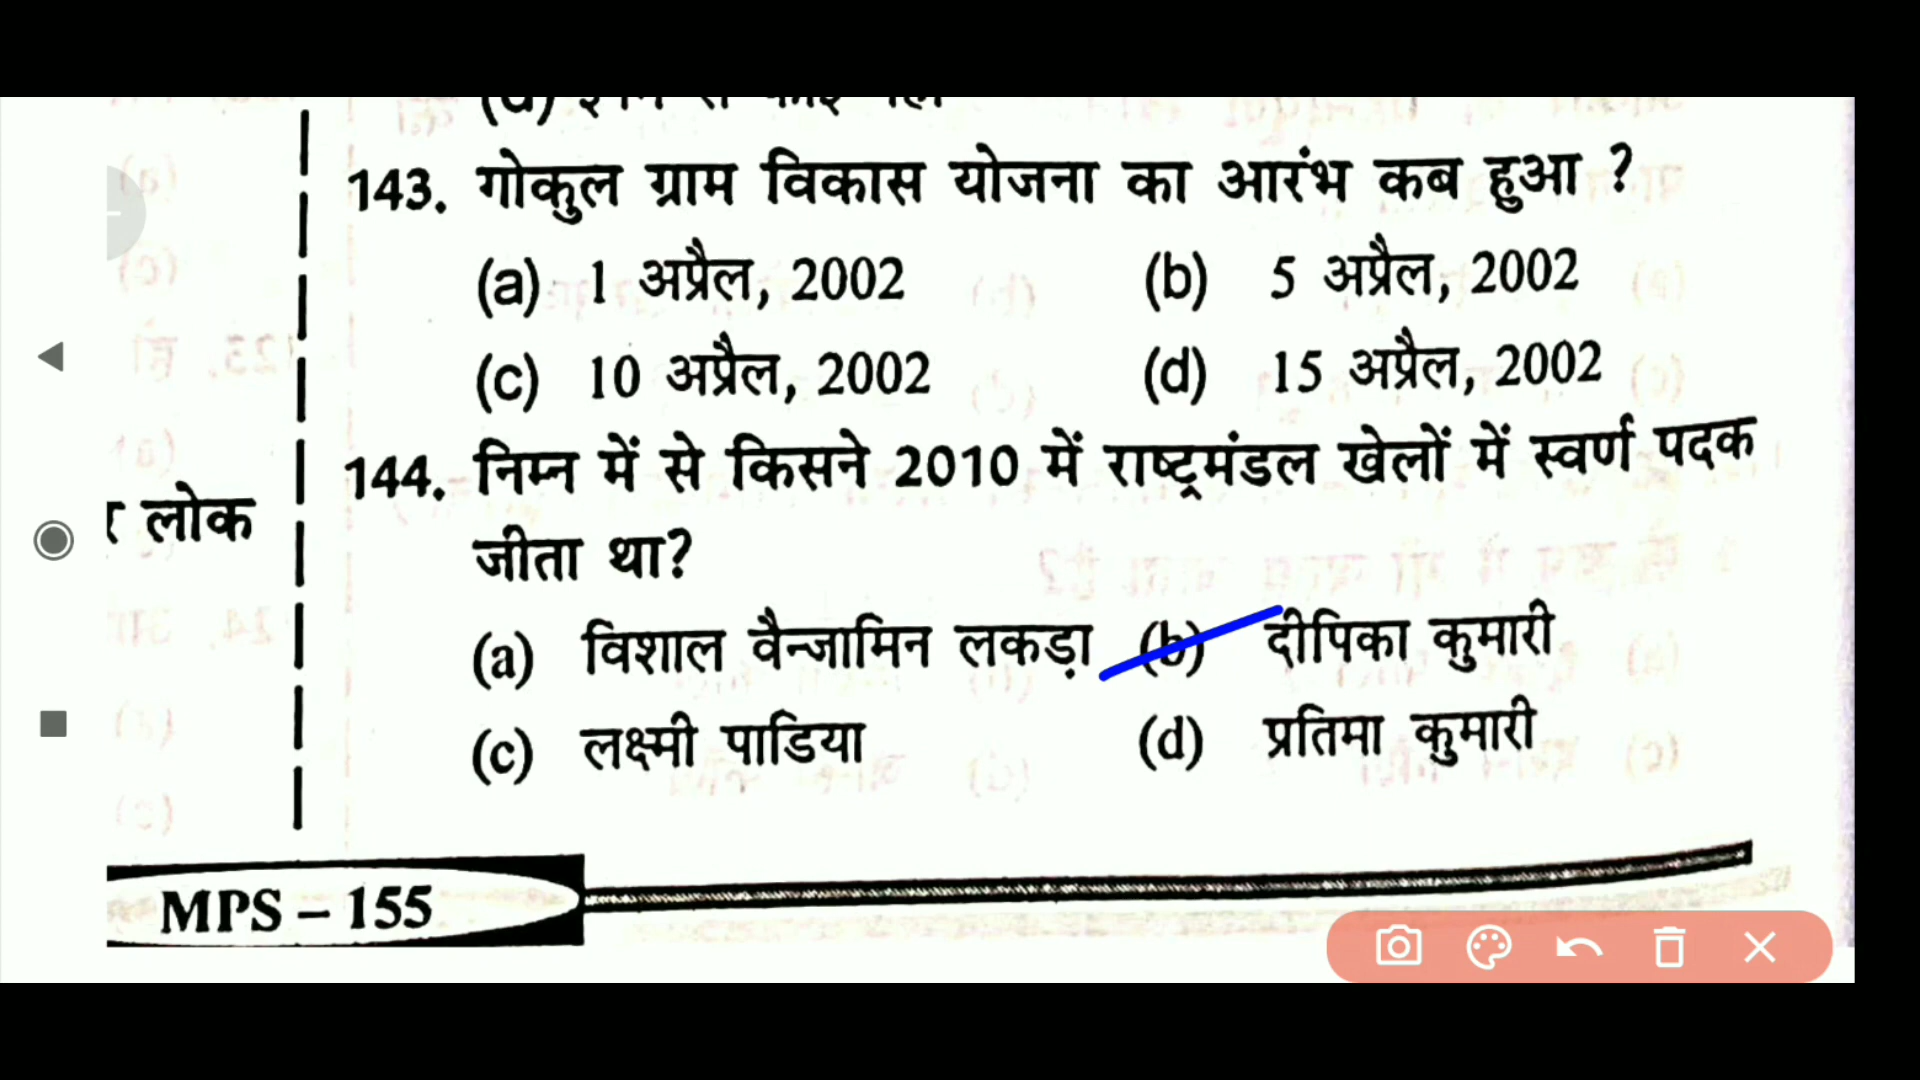 143. गोकुल ग्राम विकास योजना का आरंभ कब हुआ ?
(a) 1 अप्रैल, 2002 (b) 5 अप्रैल, 2002
(c) 10 अप्रैल, 2002 (d) 15 अप्रैल, 2002
144. निम्न में से किसने 2010 में राष्ट्रमंडल खेलों में स्वर्ण पदक
जीता था?
(a) विशाल वैन्जामिन लकड़ा (b) दीपिका कुमारी
(c) लक्ष्मी पाडिया (d) प्रतिमा कुमारी
लोक
MPS – 155